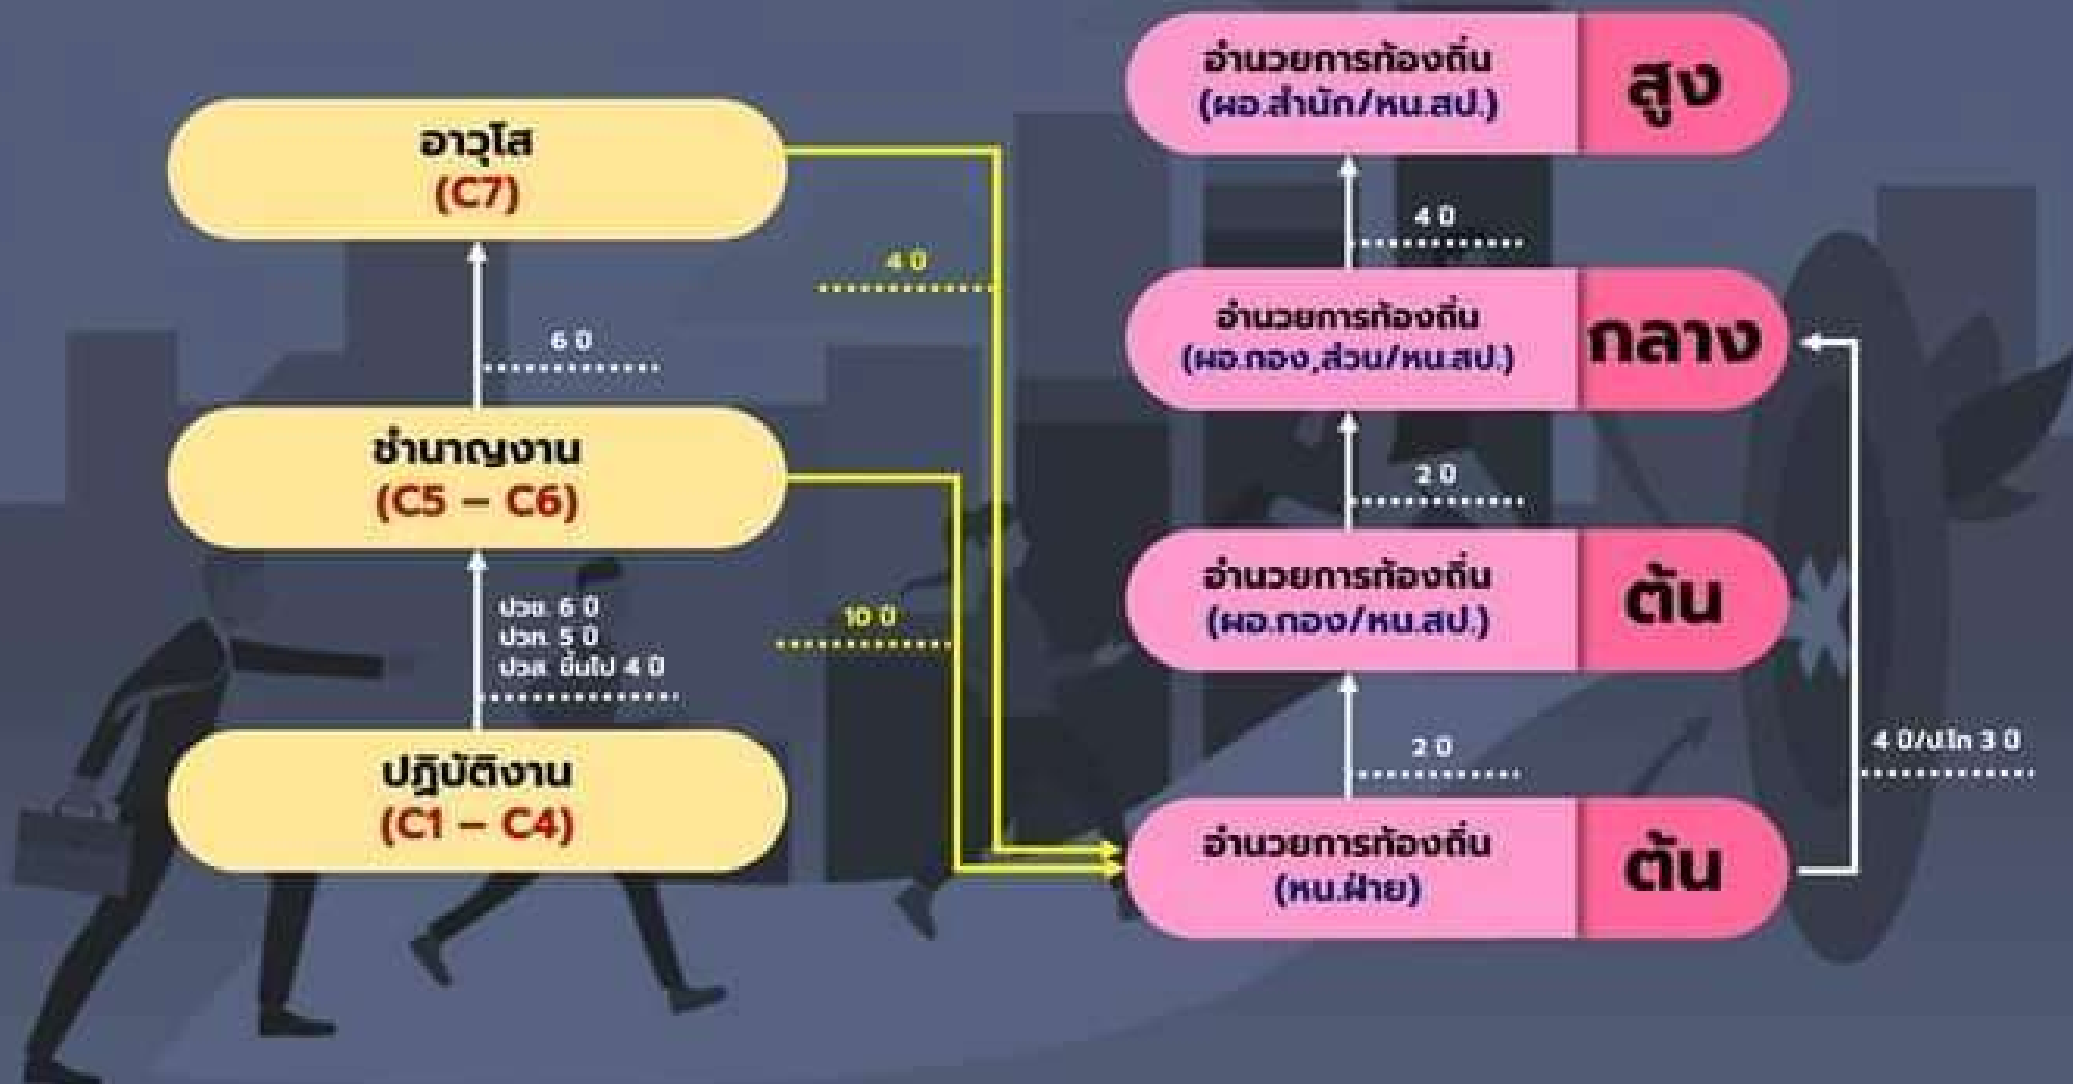 อาวุโส
(C7)
6 ปี
ชำนาญงาน
(C5 – C6)
ปวช. 6 ปี
ปวท. 5 ปี
ปวส. ขึ้นไป 4 ปี
ปฏิบัติงาน
(C1 – C4)
4 ปี
10 ปี
อำนวยการท้องถิ่น
(ผอ.สำนัก/หน.สป.)
สูง
4 ปี
อำนวยการท้องถิ่น
(ผอ.กอง,ส่วน/หน.สป.)
กลาง
2 ปี
อำนวยการท้องถิ่น
(ผอ.กอง/หน.สป.)
ต้น
2 ปี
4 ปี/ป.โท 3 ปี
อำนวยการท้องถิ่น
(หน.ฝ่าย)
ต้น